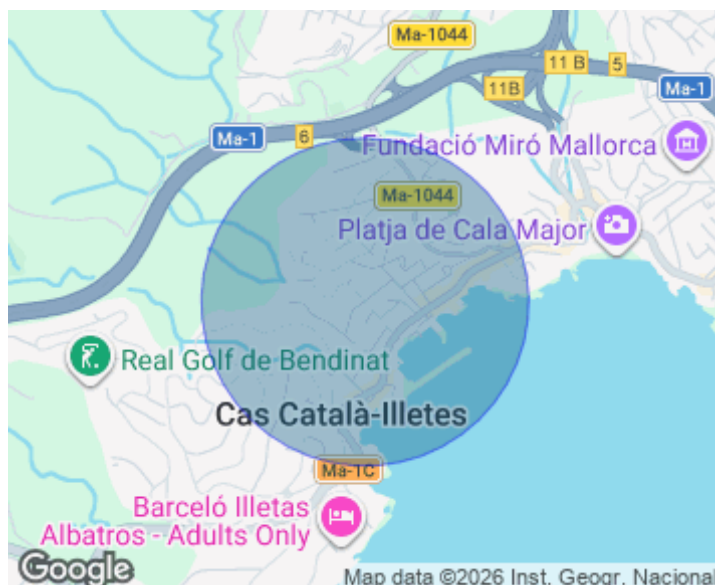 Ma-1044
11 B
5
11B
Ma-1
Ma-1
6
Fundació Miró Mallorca
Ma-1044
Platja de Cala Major
Real Golf de Bendinat
Cas Català-Illetes
Ma-1C
Barceló Illetas
Albatros - Adults Only
Google
Map data ©2026 Inst. Geogr. Nacional